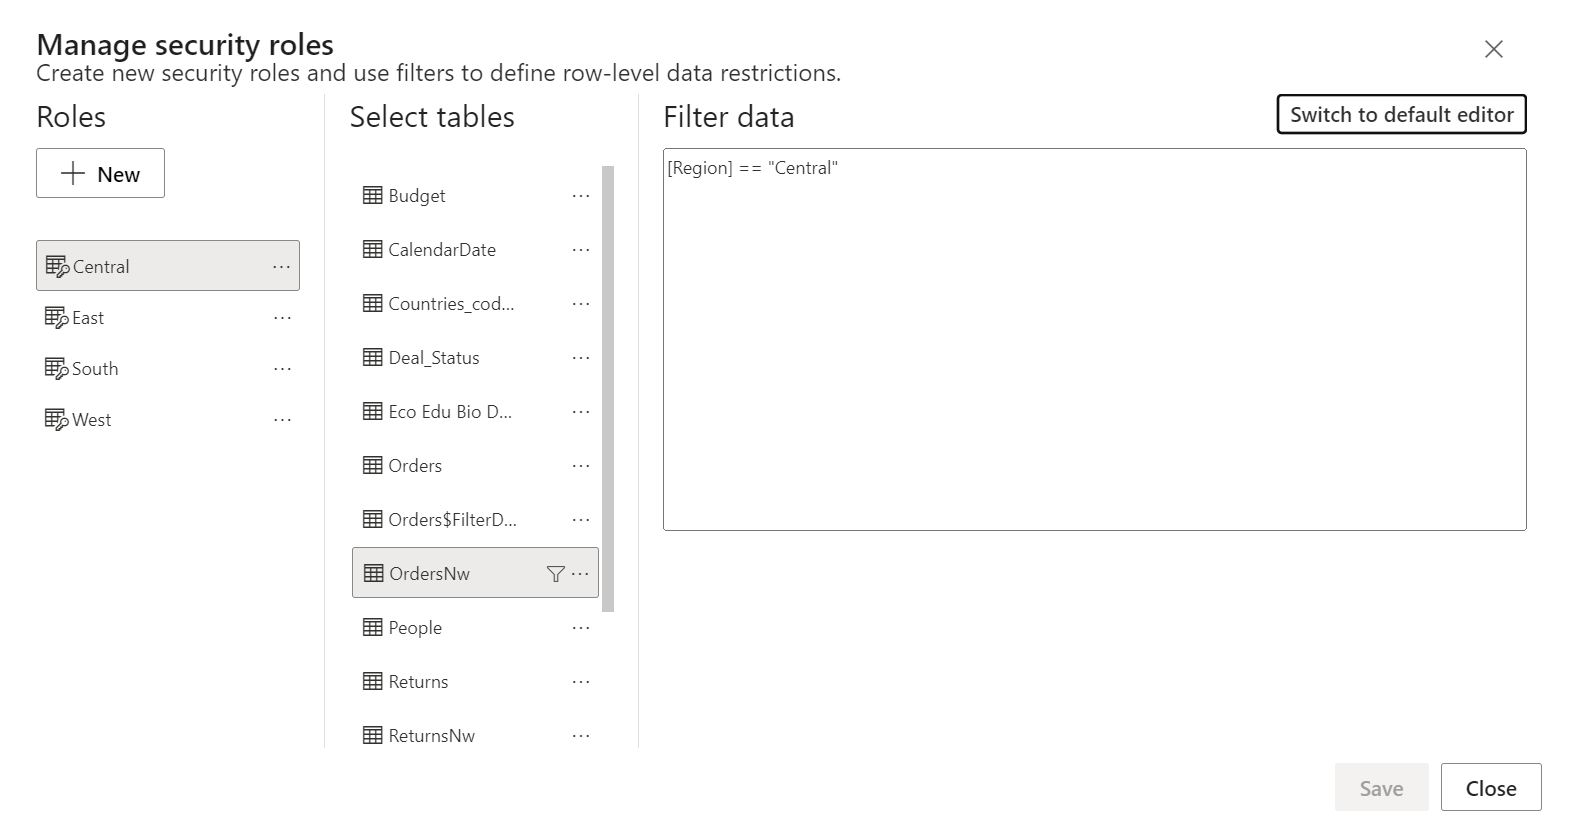 Manage security roles
Create new security roles and use filters to define row-level data restrictions.
Roles
New
Central
East
South
West
Select tables
Budget
CalendarDate
Countries_cod...
Deal_Status
Eco Edu Bio D...
Orders
Orders$FilterD...
OrdersNw
People
Returns
ReturnsNw
Filter data
Switch to default editor
[Region] == "Central"
Save
Close